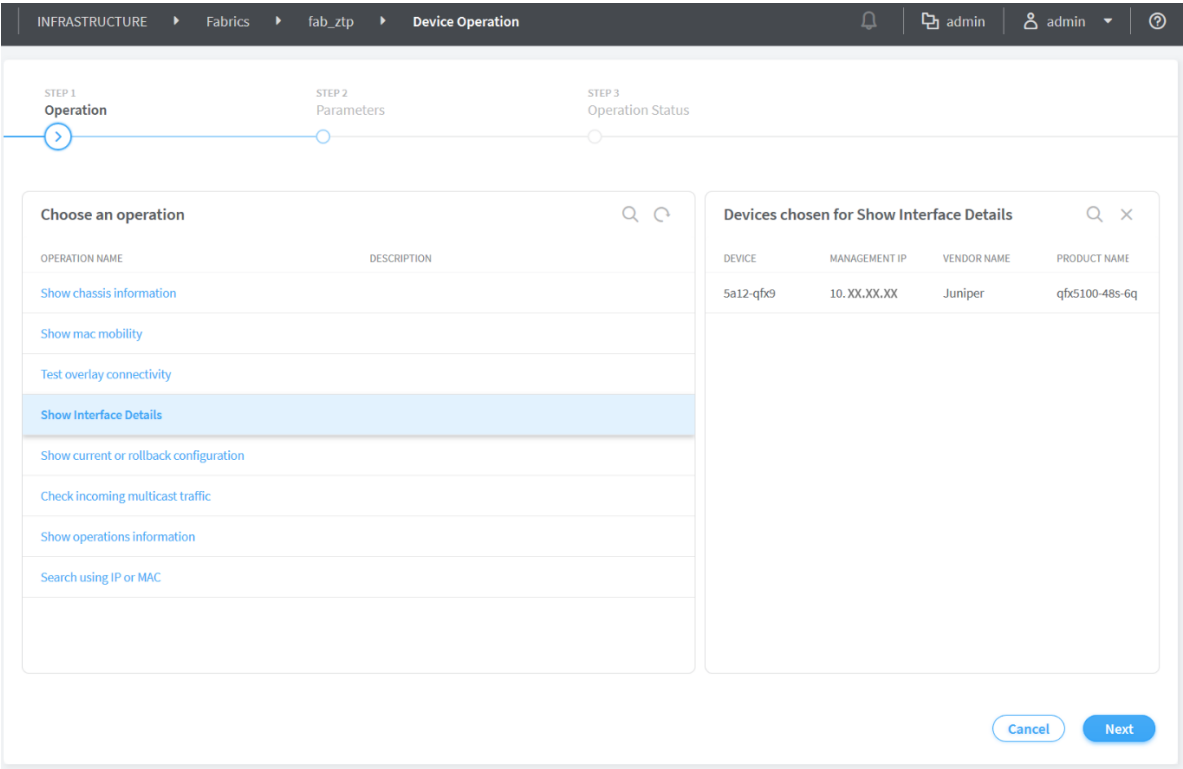 INFRASTRUCTURE Fabrics fab_ztp Device Operation admin admin
STEP 1 STEP 2 STEP 3
Operation Parameters Operation Status
Choose an operation Devices chosen for Show Interface Details
OPERATION NAME DESCRIPTION DEVICE MANAGEMENT IP VENDOR NAME PRODUCT NAME
Show chassis information 5a12-qfx9 10.XX.XX.XX Juniper qfx5100-48s-6q
Show mac mobility
Test overlay connectivity
Show Interface Details
Show current or rollback configuration
Check incoming multicast traffic
Show operations information
Search using IP or MAC
Cancel Next